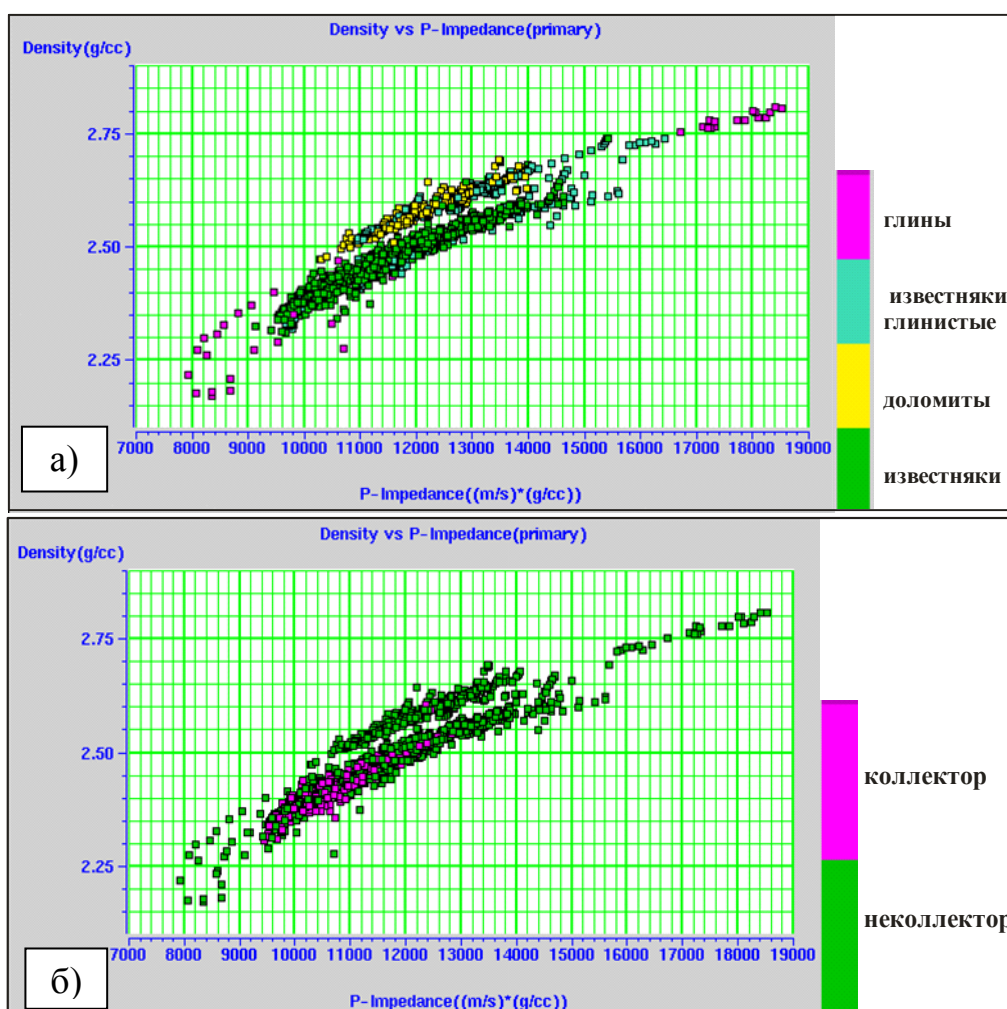 Density vs P-Impedance(primary)
Density(g/cc)
2.75
2.50
2.25
7000 8000 9000 10000 11000 12000 13000 14000 15000 16000 17000 18000 19000
P-Impedance((m/s)*(g/cc))
а)
глины
известняки
глинистые
доломиты
известняки
Density vs P-Impedance(primary)
Density(g/cc)
2.75
2.50
2.25
7000 8000 9000 10000 11000 12000 13000 14000 15000 16000 17000 18000 19000
P-Impedance((m/s)*(g/cc))
б)
коллектор
неколлектор